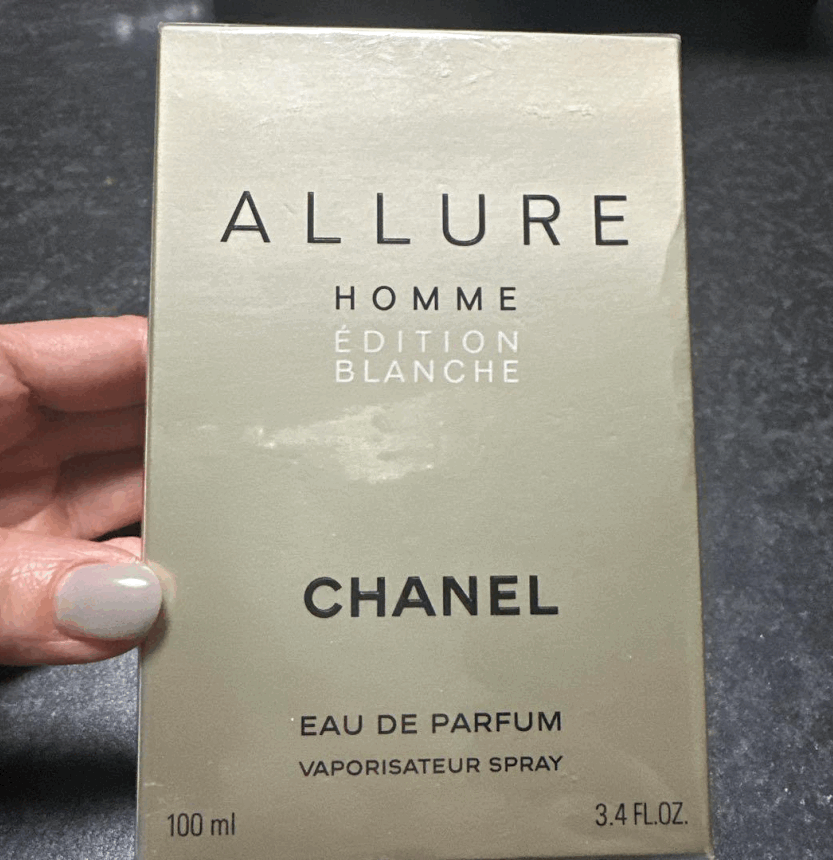 ALLURE
HOMME
ÉDITION
BLANCHE
CHANEL
EAU DE PARFUM
VAPORISATEUR SPRAY
100 ml 3.4 FL.OZ.